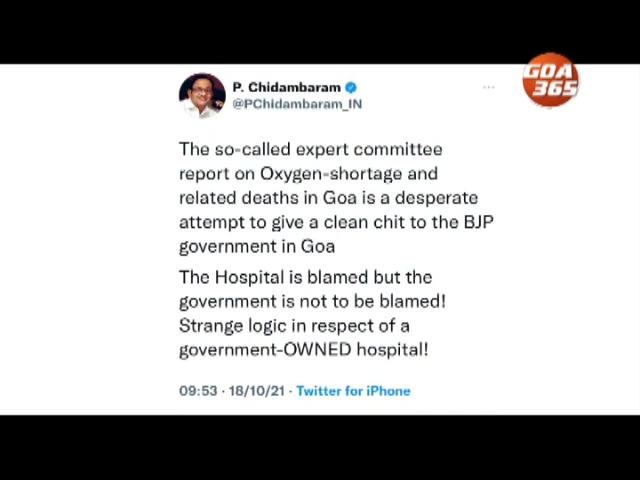 GOA
365
P. Chidambaram
@PChidambaram_IN
The so-called expert committee
report on Oxygen-shortage and
related deaths in Goa is a desperate
attempt to give a clean chit to the BJP
government in Goa
The Hospital is blamed but the
government is not to be blamed!
Strange logic in respect of a
government-OWNED hospital!
09:53 · 18/10/21 · Twitter for iPhone